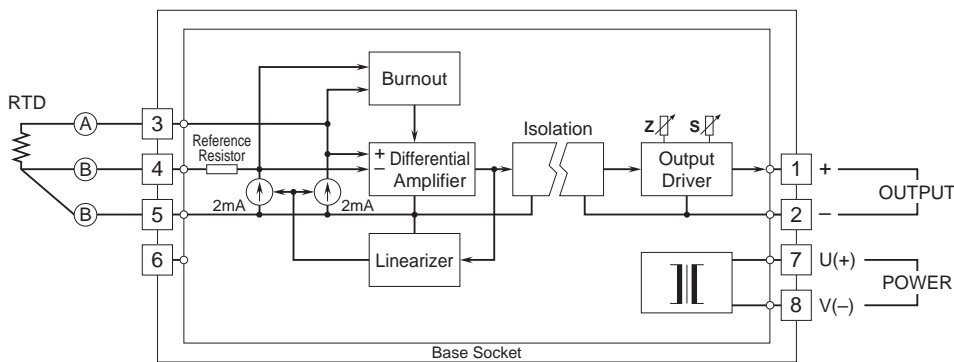 RTD
A
B
B
3
4
5
6
Reference
Resistor
2mA
2mA
Burnout
+
−
Differential
Amplifier
Linearizer
Isolation
Z
S
Output
Driver
1
+
2
−
OUTPUT
7
U(+)
8
V(−)
POWER
Base Socket